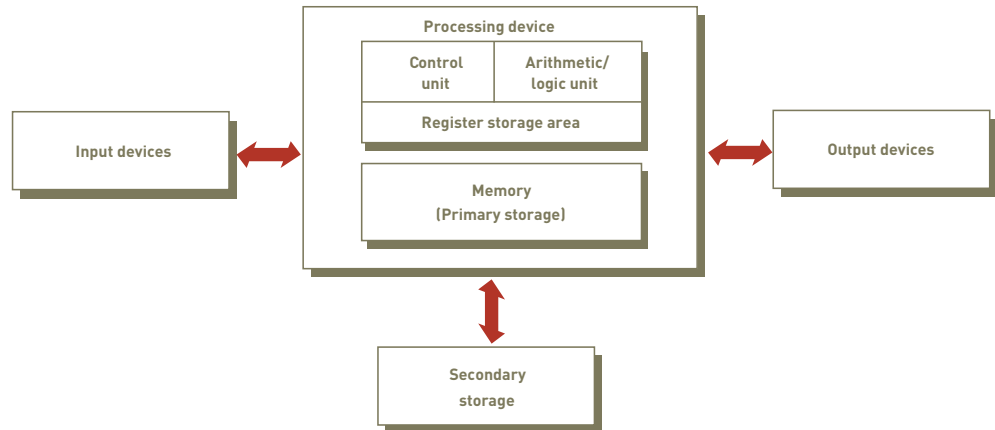 Processing device
Control
unit
Arithmetic/
logic unit
Register storage area
Input devices
Output devices
Memory
(Primary storage)
Secondary
storage